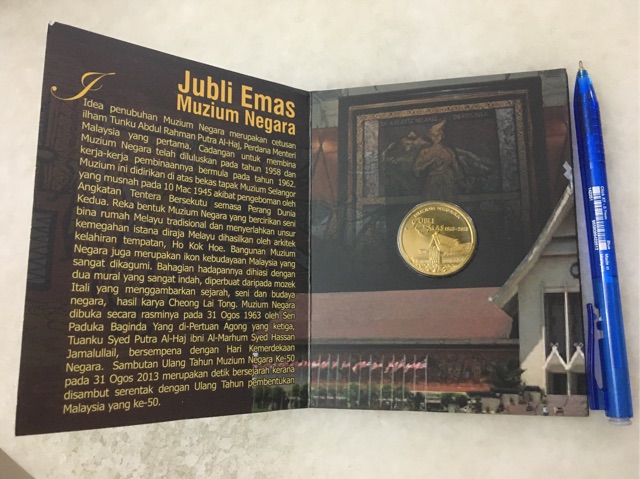 Jubli Emas
Muzium Negara
Idea penubuhan Muzium Negara merupakan cetusan
ilham Tunku Abdul Rahman Putra Al-Haj, Perdana Menteri
Malaysia yang pertama. Cadangan untuk membina
Muzium Negara telah diluluskan pada tahun 1958 dan
kerja-kerja pembinaannya bermula pada tahun 1962.
Muzium ini didirikan di atas bekas tapak Muzium Selangor
yang musnah pada 10 Mac 1945 akibat pengeboman oleh
Angkatan Tentera Bersekutu semasa Perang Dunia
Kedua. Reka bentuk Muzium Negara yang bercirikan seni
bina rumah Melayu tradisional dan menyerlahkan unsur
kemegahan istana diraja Melayu dihasilkan oleh arkitek
kelahiran tempatan, Ho Kok Hoe. Bangunan Muzium
Negara juga merupakan ikon kebudayaan Malaysia yang
sangat dikagumi. Bahagian hadapannya dihiasi dengan
dua mural yang sangat indah, diperbuat daripada mozek
Itali yang menggambarkan sejarah, seni dan budaya
negara, hasil karya Cheong Lai Tong. Muzium Negara
dibuka secara rasminya pada 31 Ogos 1963 oleh Seri
Paduka Baginda Yang di-Pertuan Agong yang ketiga,
Tuanku Syed Putra Al-Haj ibni Al-Marhum Syed Hassan
Jamalullail, bersempena dengan Hari Kemerdekaan
Negara. Sambutan Ulang Tahun Muzium Negara Ke-50
pada 31 Ogos 2013 merupakan detik bersejarah kerana
disambut serentak dengan Ulang Tahun pembentukan
Malaysia yang ke-50.
JUBLI
EMAS